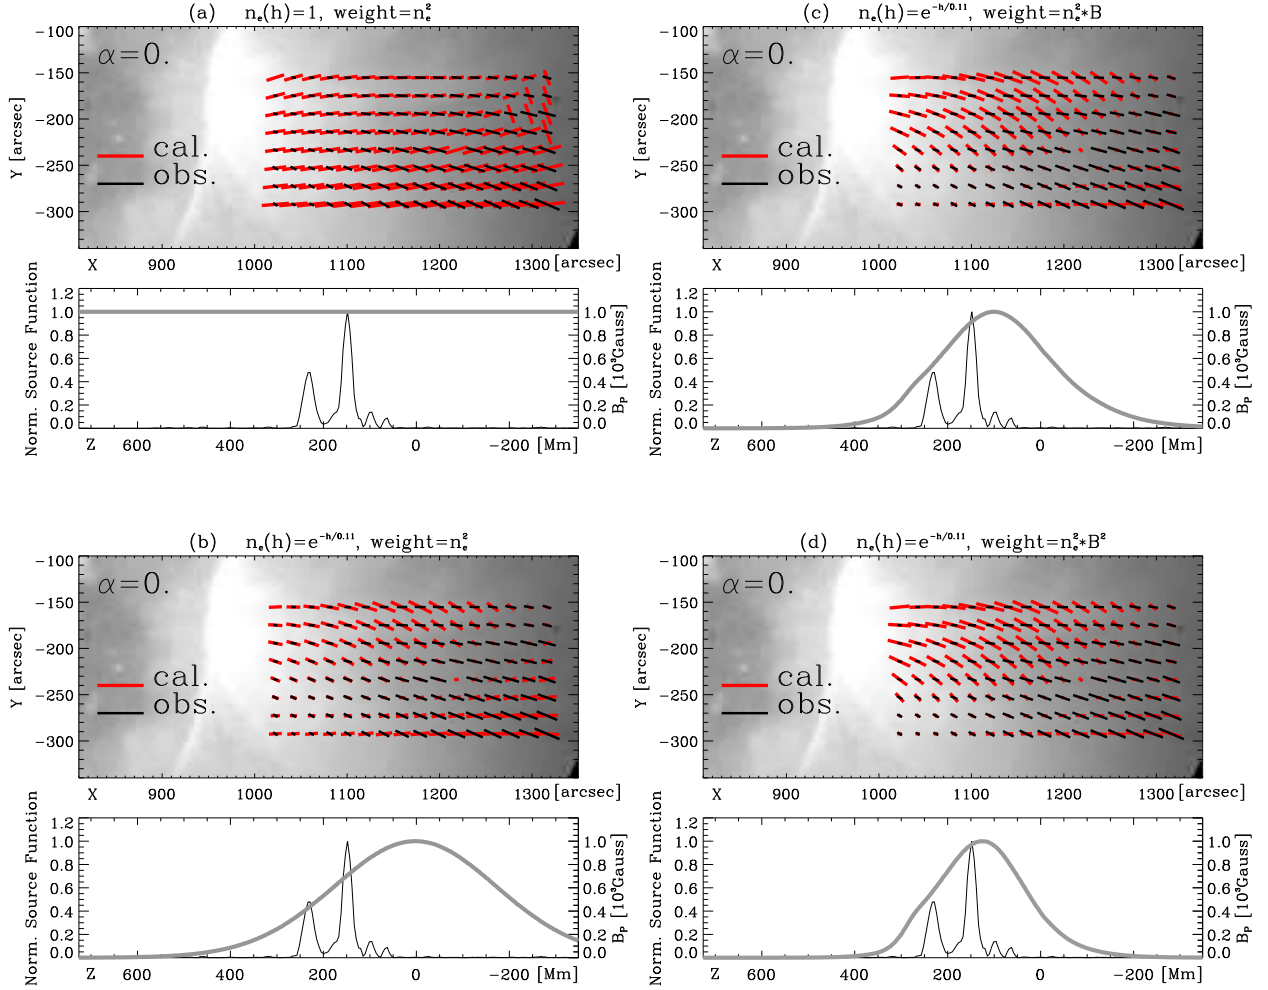 (a) nₑ(h)=1, weight=nₑ²
α=0.
cal.
obs.
Y [arcsec]
−100
−150
−200
−250
−300
X 900 1000 1100 1200 1300 [arcsec]
Norm. Source Function
1.2
1.0
0.8
0.6
0.4
0.2
0.0
1.0
0.8
0.6
0.4
0.2
0.0
Bₚ [10³Gauss]
Z 600 400 200 0 −200 [Mm]
(c) nₑ(h)=e^−h/0.11, weight=nₑ²*B
α=0.
cal.
obs.
Y [arcsec]
−100
−150
−200
−250
−300
X 900 1000 1100 1200 1300 [arcsec]
Norm. Source Function
1.2
1.0
0.8
0.6
0.4
0.2
0.0
1.0
0.8
0.6
0.4
0.2
0.0
Bₚ [10³Gauss]
Z 600 400 200 0 −200 [Mm]
(b) nₑ(h)=e^−h/0.11, weight=nₑ²
α=0.
cal.
obs.
Y [arcsec]
−100
−150
−200
−250
−300
X 900 1000 1100 1200 1300 [arcsec]
Norm. Source Function
1.2
1.0
0.8
0.6
0.4
0.2
0.0
1.0
0.8
0.6
0.4
0.2
0.0
Bₚ [10³Gauss]
Z 600 400 200 0 −200 [Mm]
(d) nₑ(h)=e^−h/0.11, weight=nₑ²*B²
α=0.
cal.
obs.
Y [arcsec]
−100
−150
−200
−250
−300
X 900 1000 1100 1200 1300 [arcsec]
Norm. Source Function
1.2
1.0
0.8
0.6
0.4
0.2
0.0
1.0
0.8
0.6
0.4
0.2
0.0
Bₚ [10³Gauss]
Z 600 400 200 0 −200 [Mm]